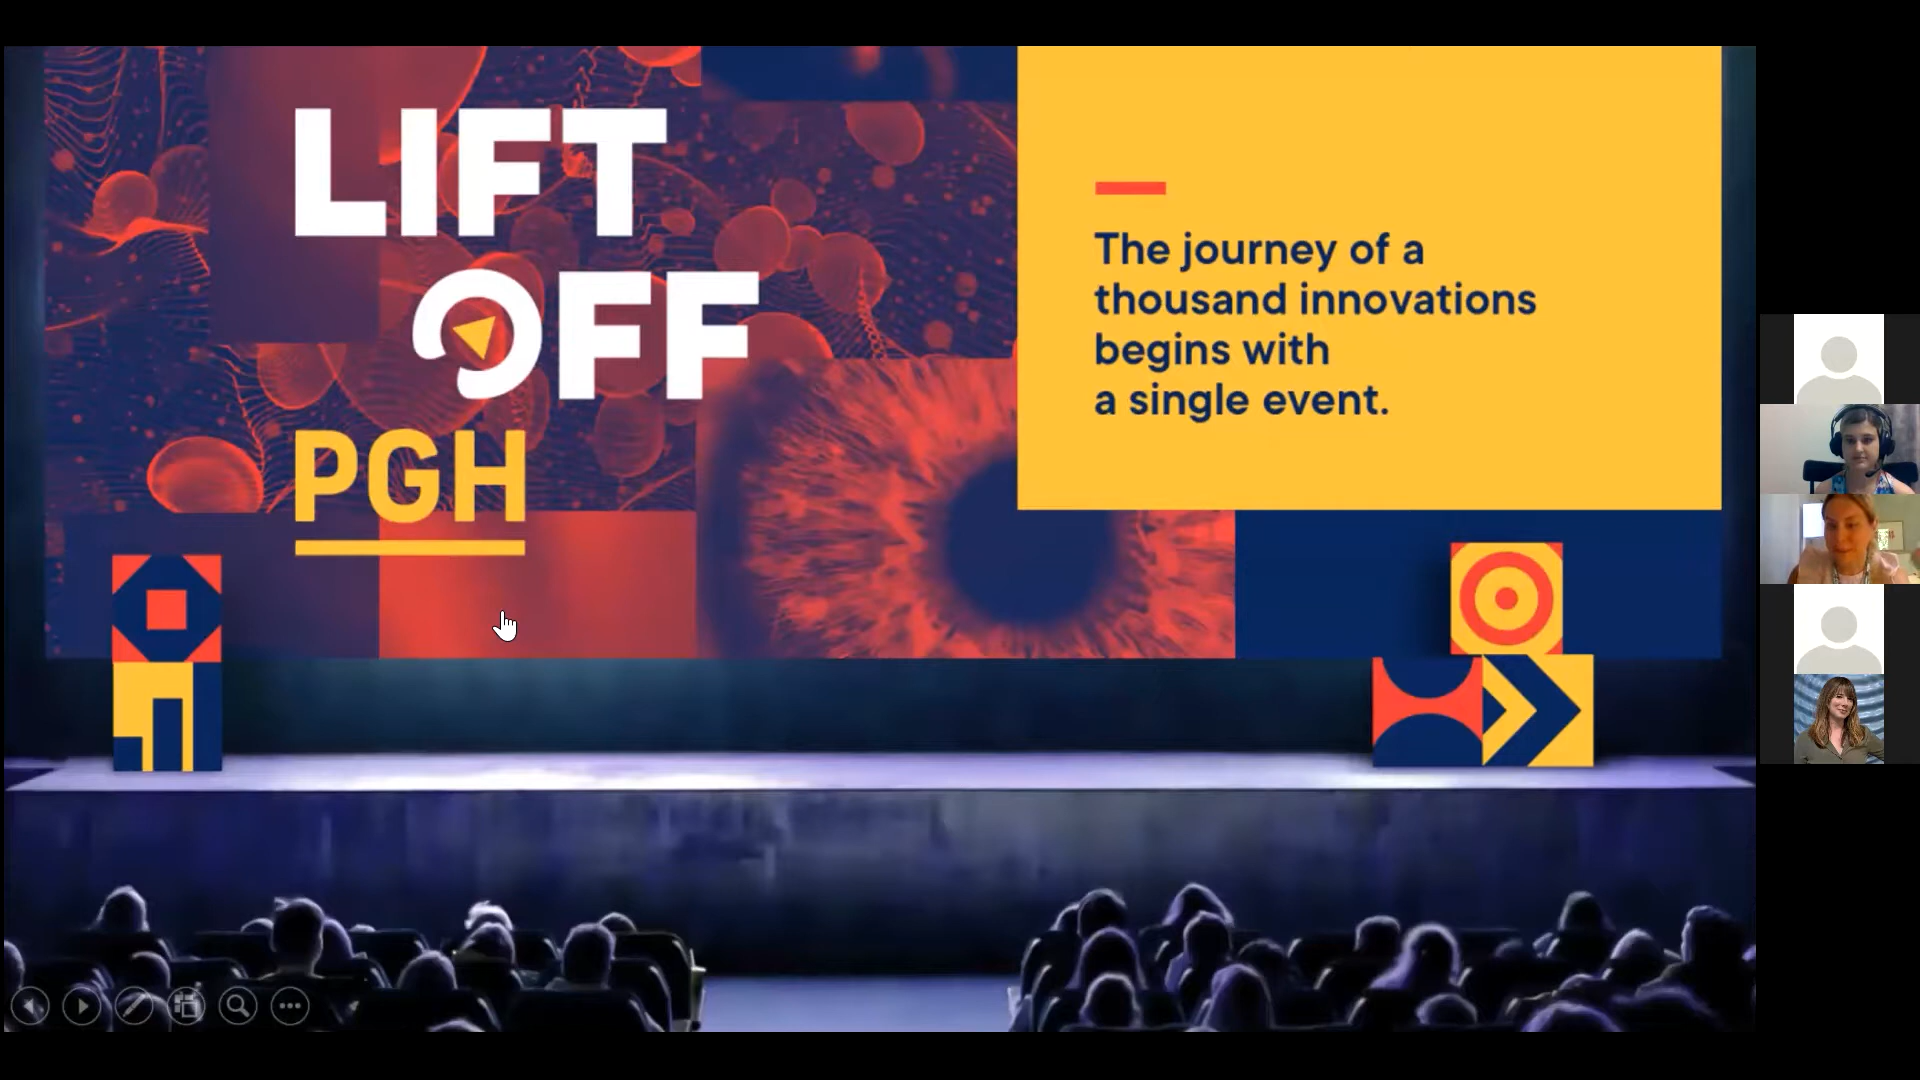 LIFT
OFF
PGH
The journey of a
thousand innovations
begins with
a single event.